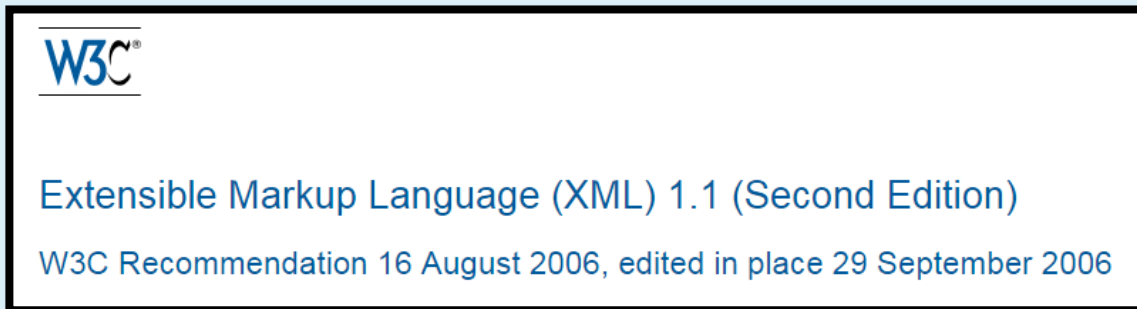 W3C®
Extensible Markup Language (XML) 1.1 (Second Edition)
W3C Recommendation 16 August 2006, edited in place 29 September 2006